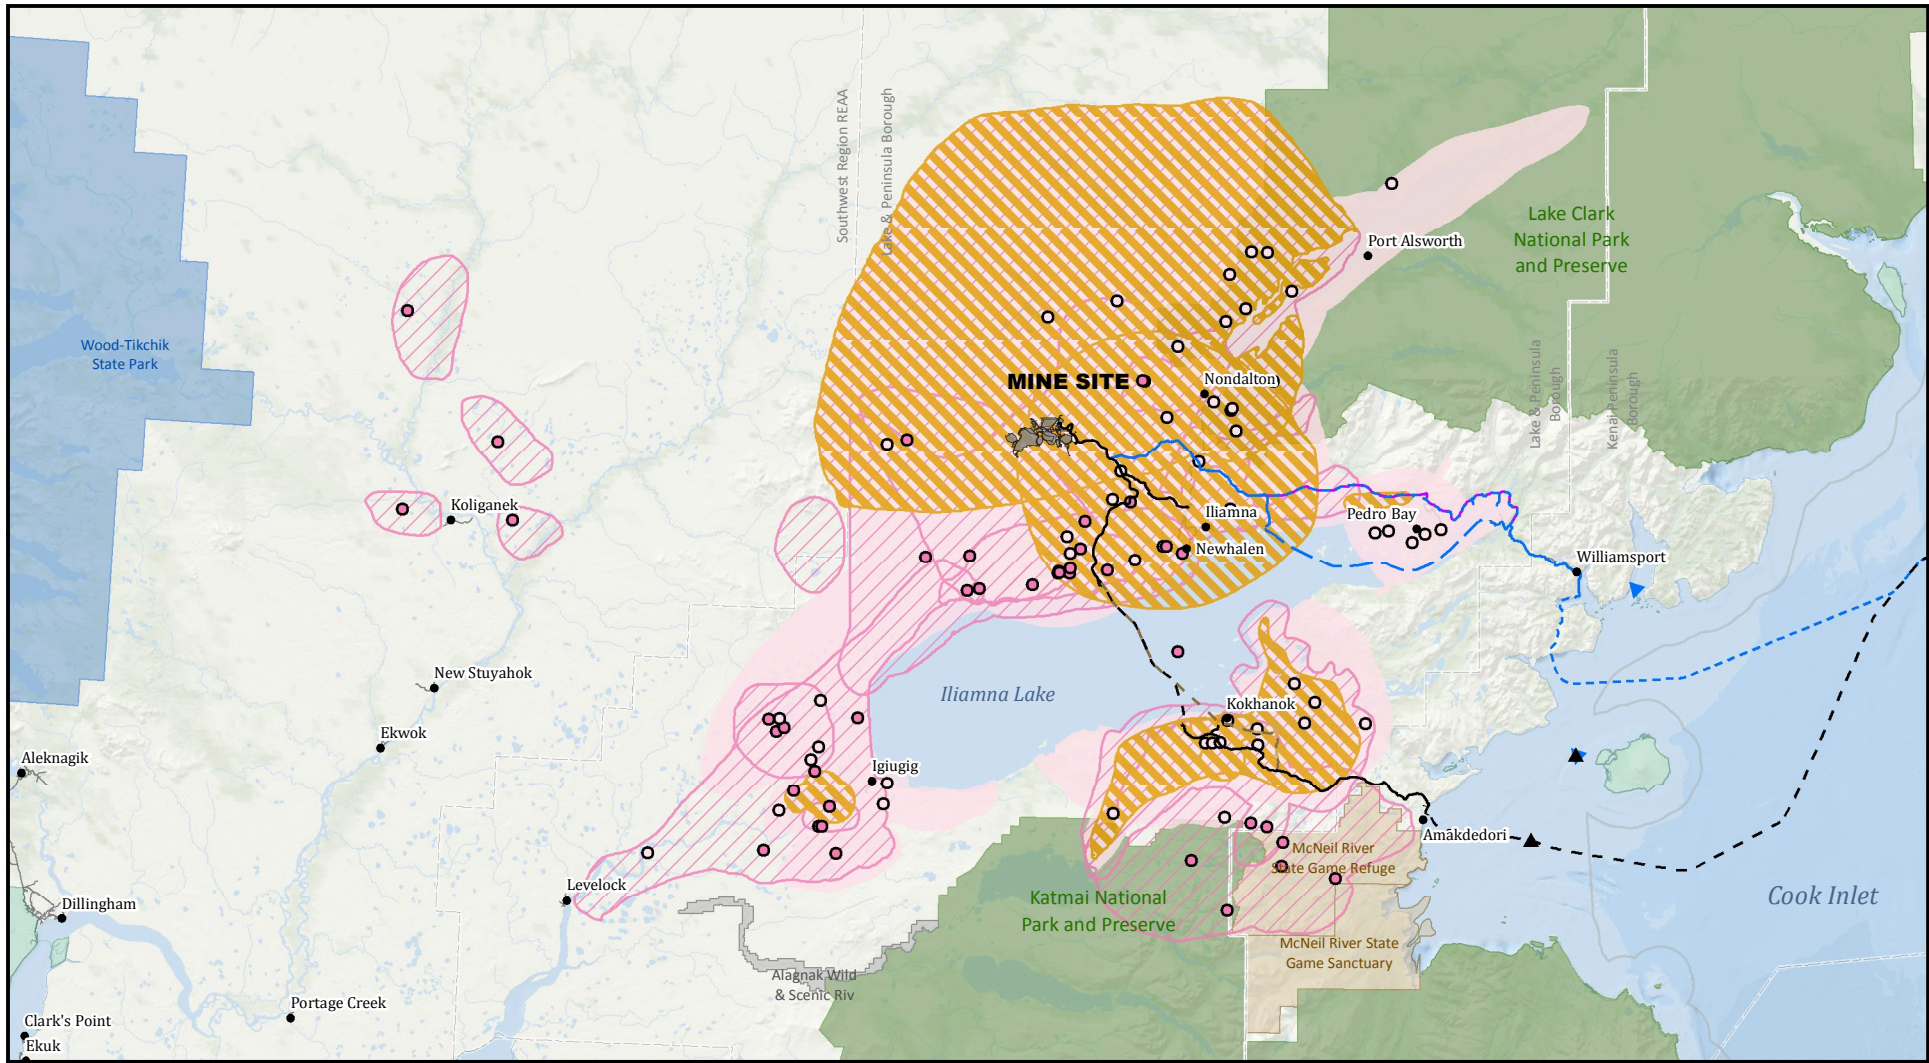 Southwest Region REAA
Lake & Peninsula Borough
Lake Clark
National Park
and Preserve
Port Alsworth
Wood-Tikchik
State Park
MINE SITE
Nondalton
Lake & Peninsula
Borough
Kenai Peninsula
Borough
Koliganek
Iliamna
Pedro Bay
Newhalen
Williamsport
New Stuyahok
Iliamna Lake
Kokhanok
Ekwok
Aleknagik
Igiugig
Amakdedori
McNeil River
State Game Refuge
Levelock
Katmai National
Park and Preserve
Cook Inlet
Dillingham
McNeil River State
Game Sanctuary
Alagnak Wild
& Scenic Riv
Portage Creek
Clark's Point
Ekuk